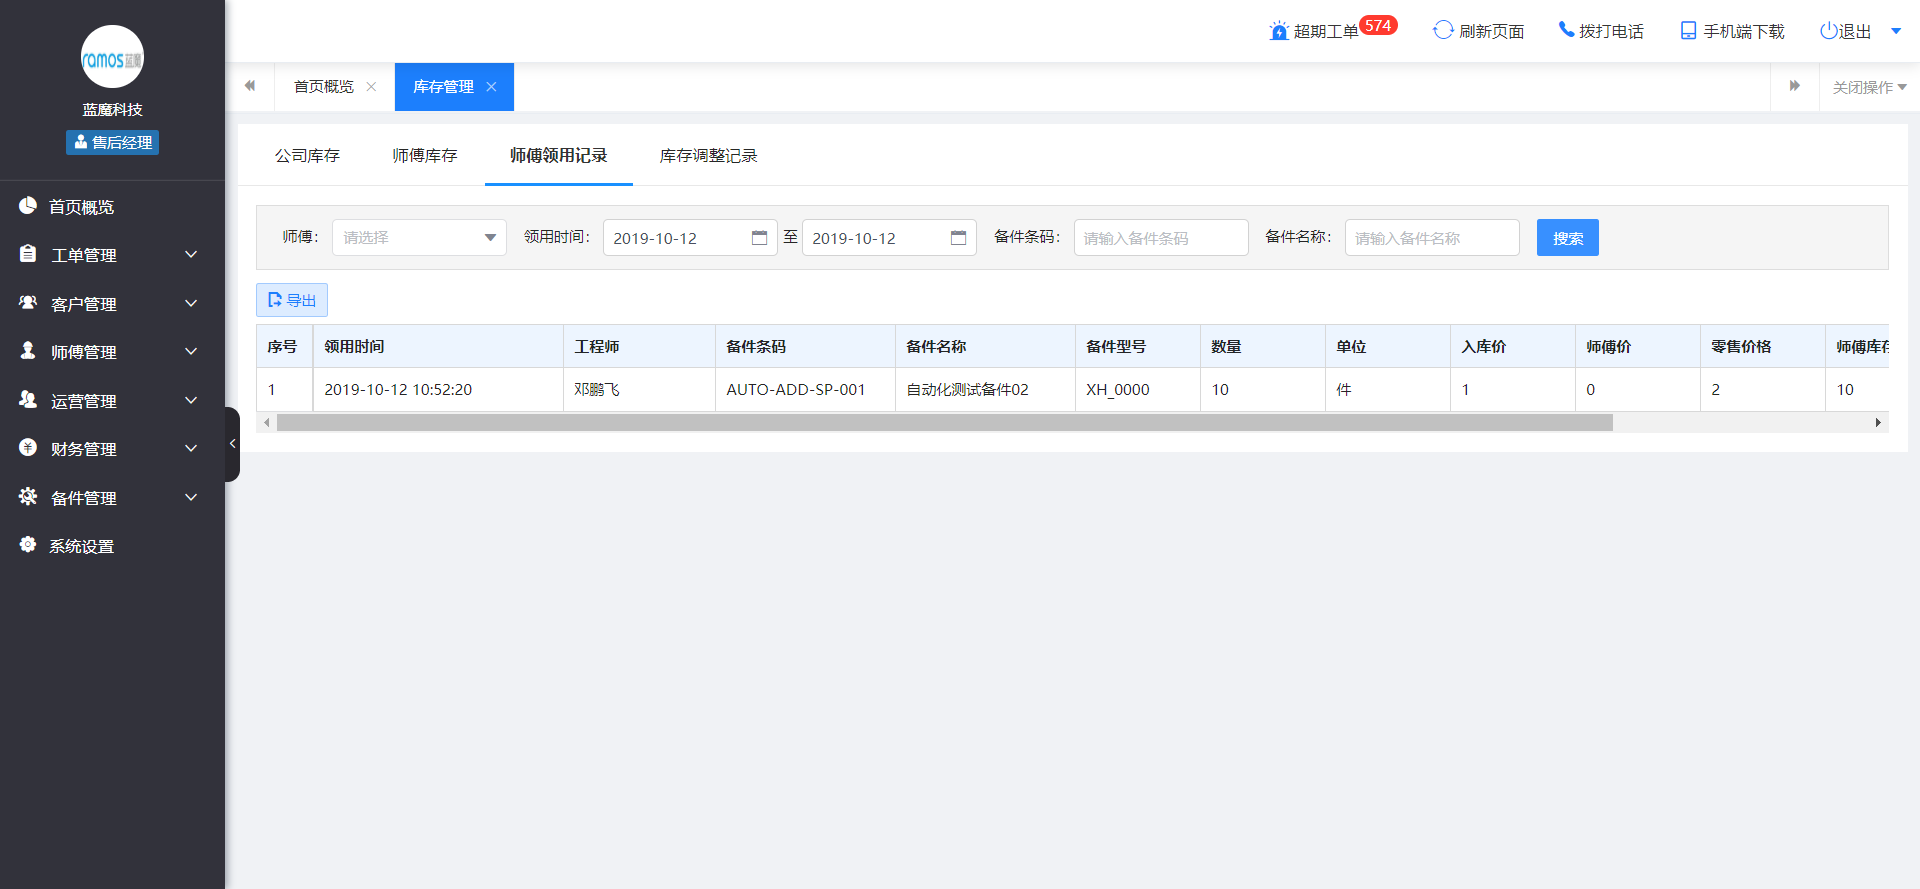 ramos蓝魔
蓝魔科技
售后经理
首页概览
工单管理
客户管理
师傅管理
运营管理
财务管理
备件管理
系统设置
超期工单 574 刷新页面 拨打电话 手机端下载 退出
首页概览 库存管理 关闭操作
公司库存 师傅库存 师傅领用记录 库存调整记录
师傅： 请选择 领用时间： 2019-10-12 至 2019-10-12 备件条码： 请输入备件条码 备件名称： 请输入备件名称 搜索
导出
序号 领用时间 工程师 备件条码 备件名称 备件型号 数量 单位 入库价 师傅价 零售价格 师傅库存
1 2019-10-12 10:52:20 邓鹏飞 AUTO-ADD-SP-001 自动化测试备件02 XH_0000 10 件 1 0 2 10